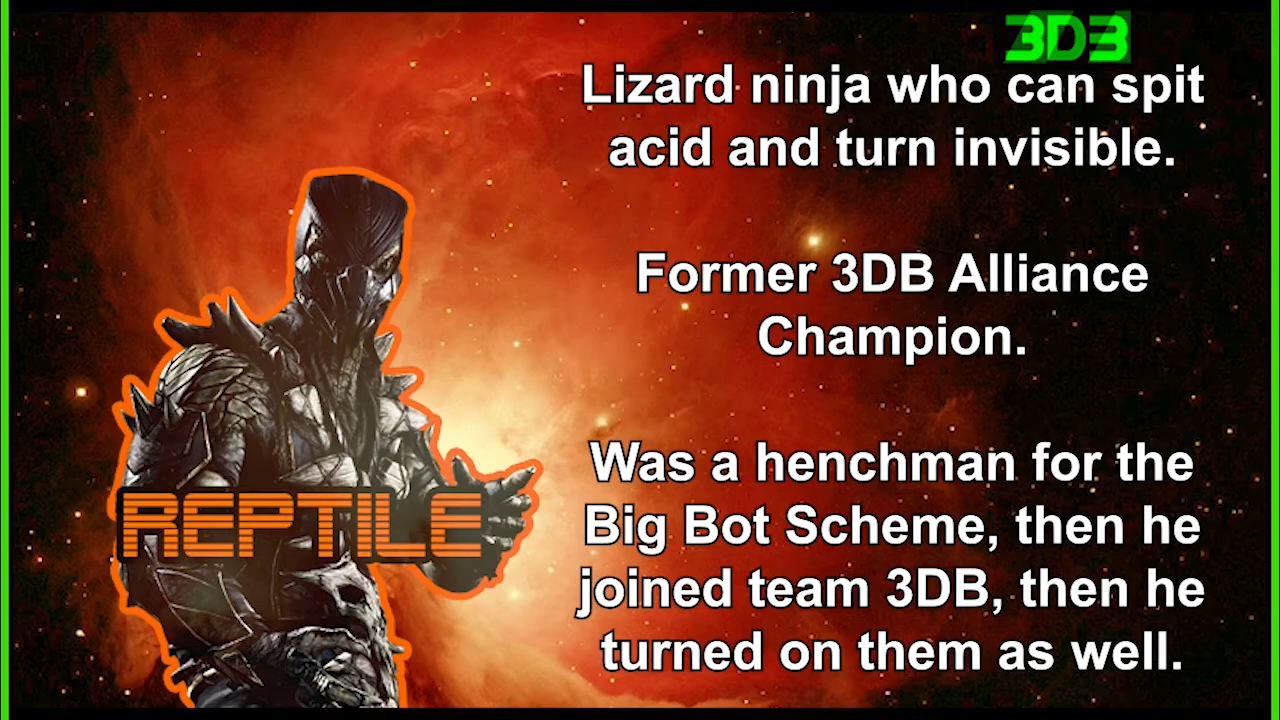 3DB
Lizard ninja who can spit
acid and turn invisible.
Former 3DB Alliance
Champion.
Was a henchman for the
Big Bot Scheme, then he
joined team 3DB, then he
turned on them as well.
REPTILE